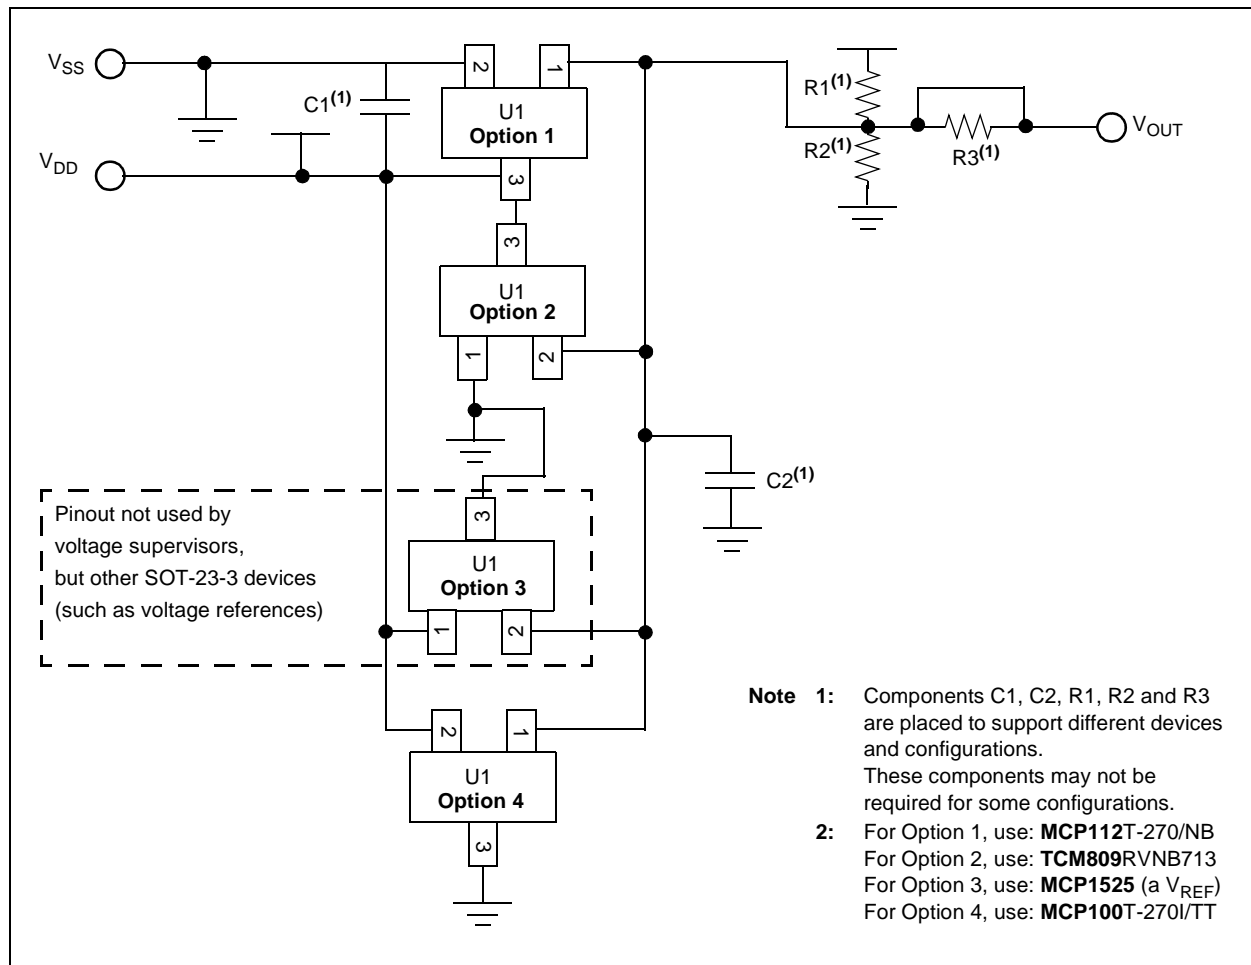 VSS
2
1
R1(1)
C1(1)
U1
Option 1
VOUT
R2(1)
R3(1)
VDD
3
3
U1
Option 2
1
2
C2(1)
Pinout not used by
voltage supervisors,
but other SOT-23-3 devices
(such as voltage references)
3
U1
Option 3
1
2
2
1
U1
Option 4
3
Note 1: Components C1, C2, R1, R2 and R3
are placed to support different devices
and configurations.
These components may not be
required for some configurations.
2: For Option 1, use: MCP112T-270/NB
For Option 2, use: TCM809RVNB713
For Option 3, use: MCP1525 (a VREF)
For Option 4, use: MCP100T-270I/TT